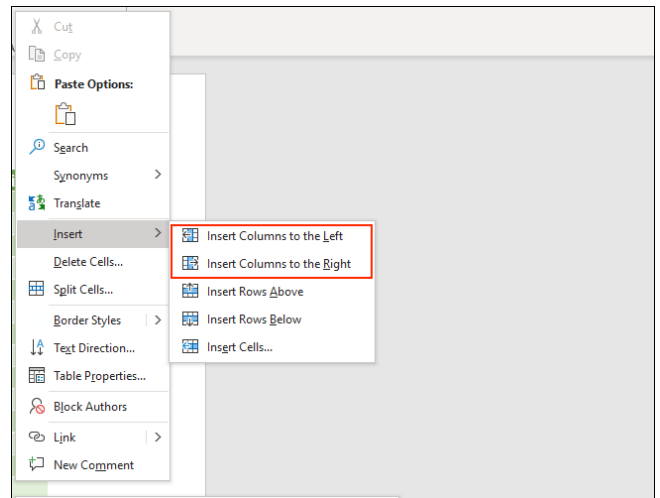 Cut
Copy
Paste Options:
Search
Synonyms
Translate
Insert
Insert Columns to the Left
Delete Cells...
Insert Columns to the Right
Split Cells...
Insert Rows Above
Border Styles
Insert Rows Below
Text Direction...
Insert Cells...
Table Properties...
Block Authors
Link
New Comment